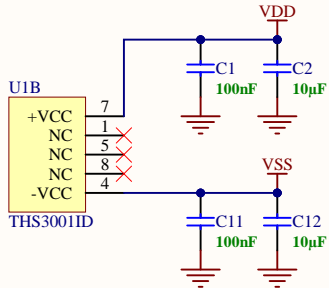 VDD
U1B
C1
C2
100nF
10µF
+VCC 7
NC 1
NC 5
NC 8
-VCC 4
THS3001ID
VSS
C11
C12
100nF
10µF